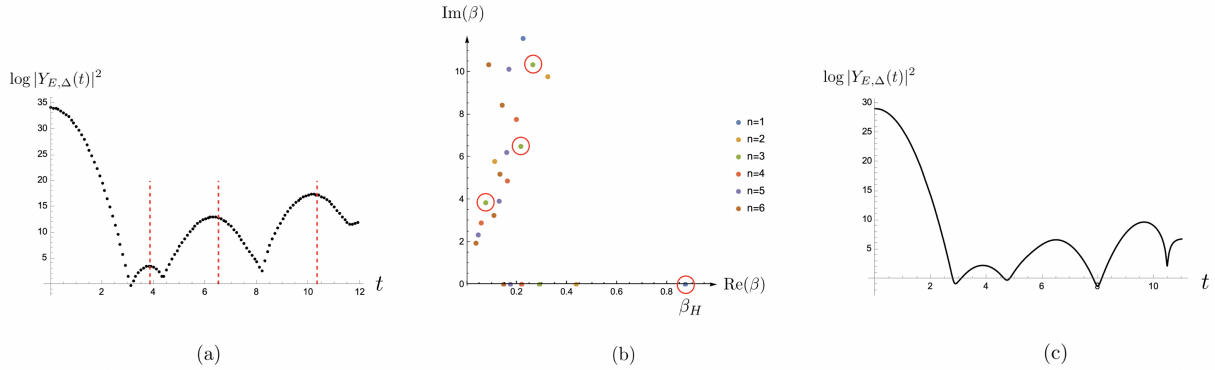 log |Y_{E,Δ}(t)|^2
35
30
25
20
15
10
5
2
4
6
8
10
12
t
(a)
Im(β)
10
8
6
4
2
0
0
0.2
0.4
0.6
0.8
Re(β)
β_H
n=1
n=2
n=3
n=4
n=5
n=6
(b)
log |Y_{E,Δ}(t)|^2
30
25
20
15
10
5
2
4
6
8
10
t
(c)